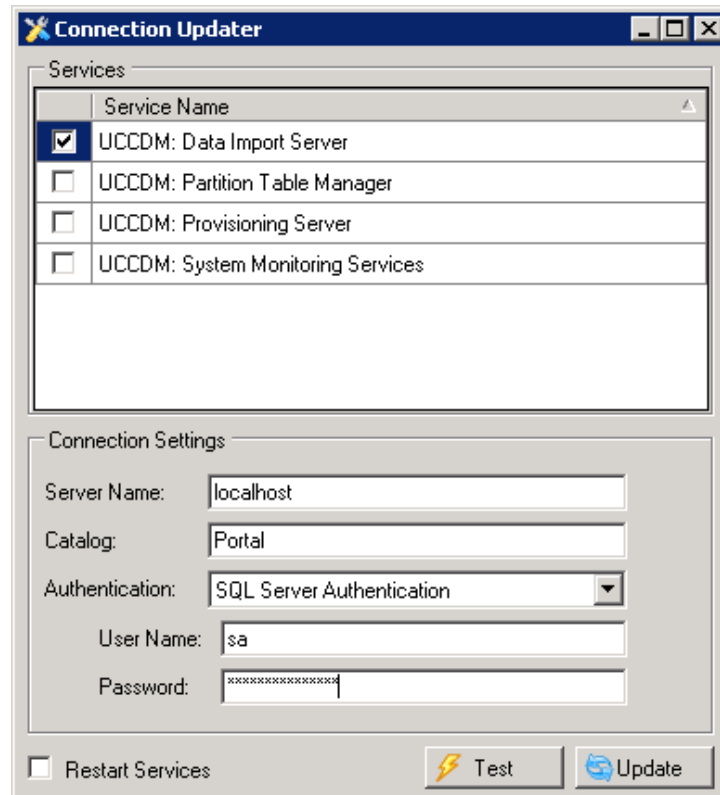 Connection Updater
Services
Service Name
UCCDM: Data Import Server
UCCDM: Partition Table Manager
UCCDM: Provisioning Server
UCCDM: System Monitoring Services
Connection Settings
Server Name: localhost
Catalog: Portal
Authentication: SQL Server Authentication
User Name: sa
Password: ***************
Restart Services Test Update